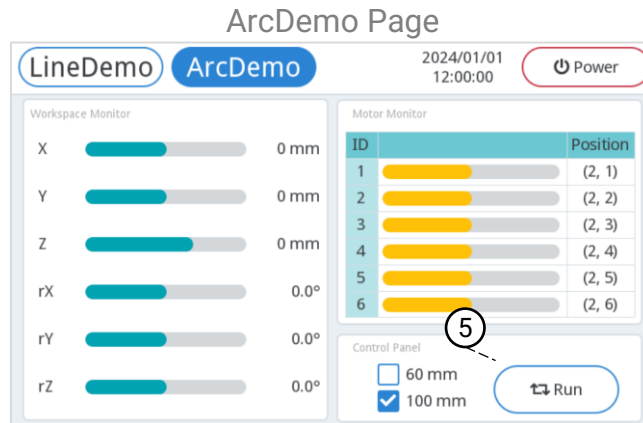 ArcDemo Page
LineDemo ArcDemo 2024/01/01 12:00:00 Power
Workspace Monitor
X 0 mm
Y 0 mm
Z 0 mm
rX 0.0°
rY 0.0°
rZ 0.0°
Motor Monitor
ID Position
1 (2, 1)
2 (2, 2)
3 (2, 3)
4 (2, 4)
5 (2, 5)
6 (2, 6)
5
Control Panel
60 mm
100 mm
Run